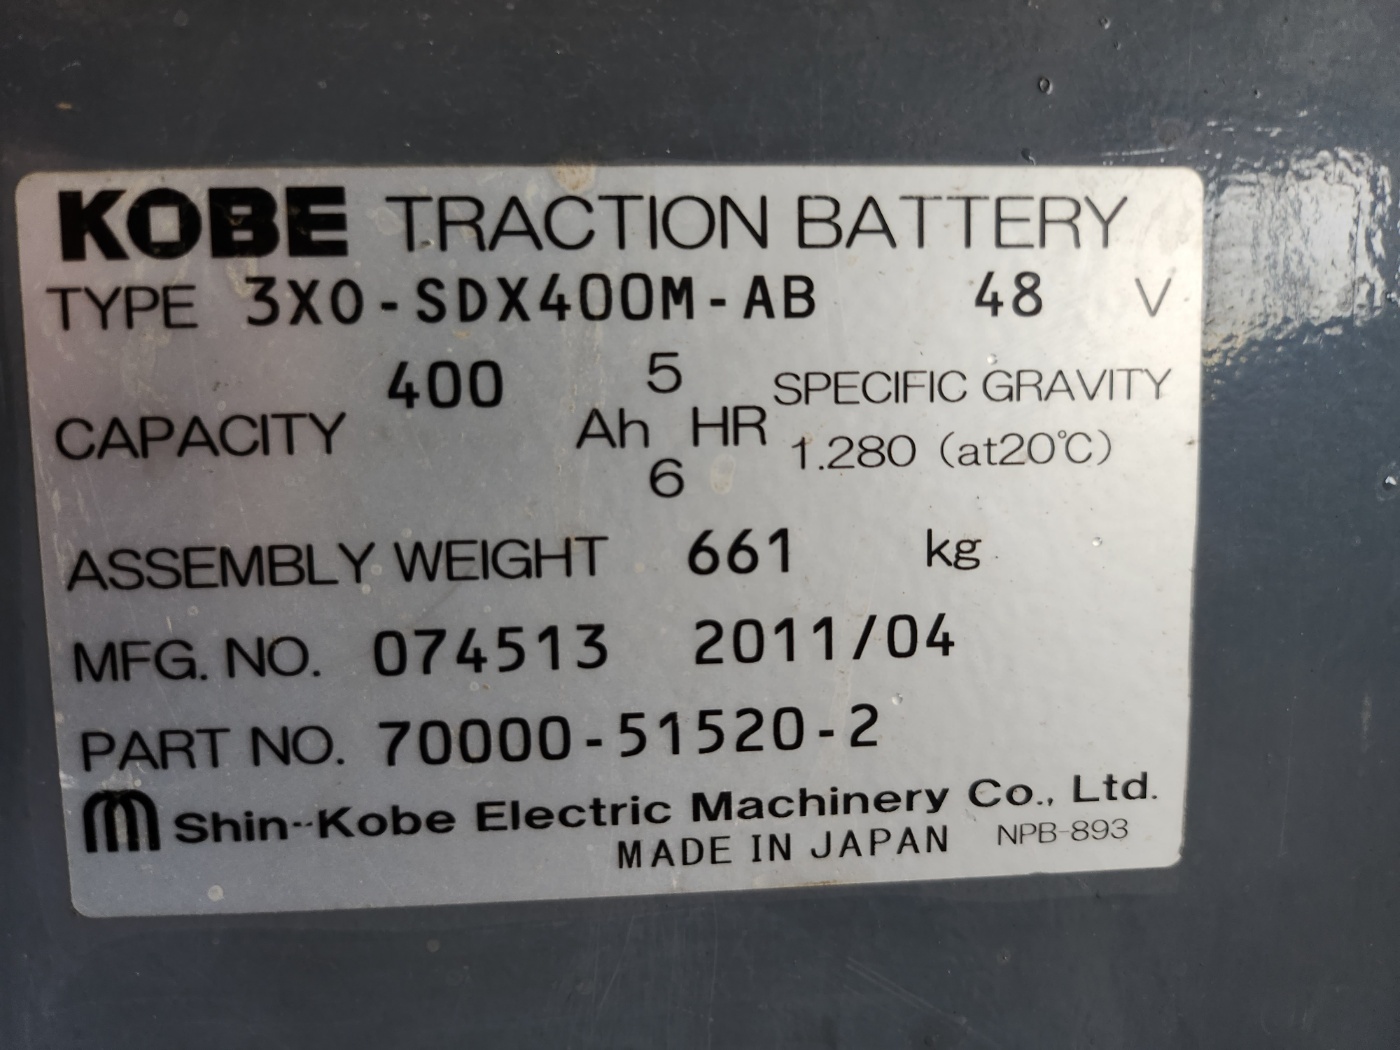 KOBE TRACTION BATTERY
TYPE 3X0-SDX400M-AB 48 V
CAPACITY 400 Ah 5 HR
6
SPECIFIC GRAVITY
1.280 (at20℃)
ASSEMBLY WEIGHT 661 kg
MFG. NO. 074513 2011/04
PART NO. 70000-51520-2
Shin-Kobe Electric Machinery Co., Ltd.
MADE IN JAPAN NPB-893